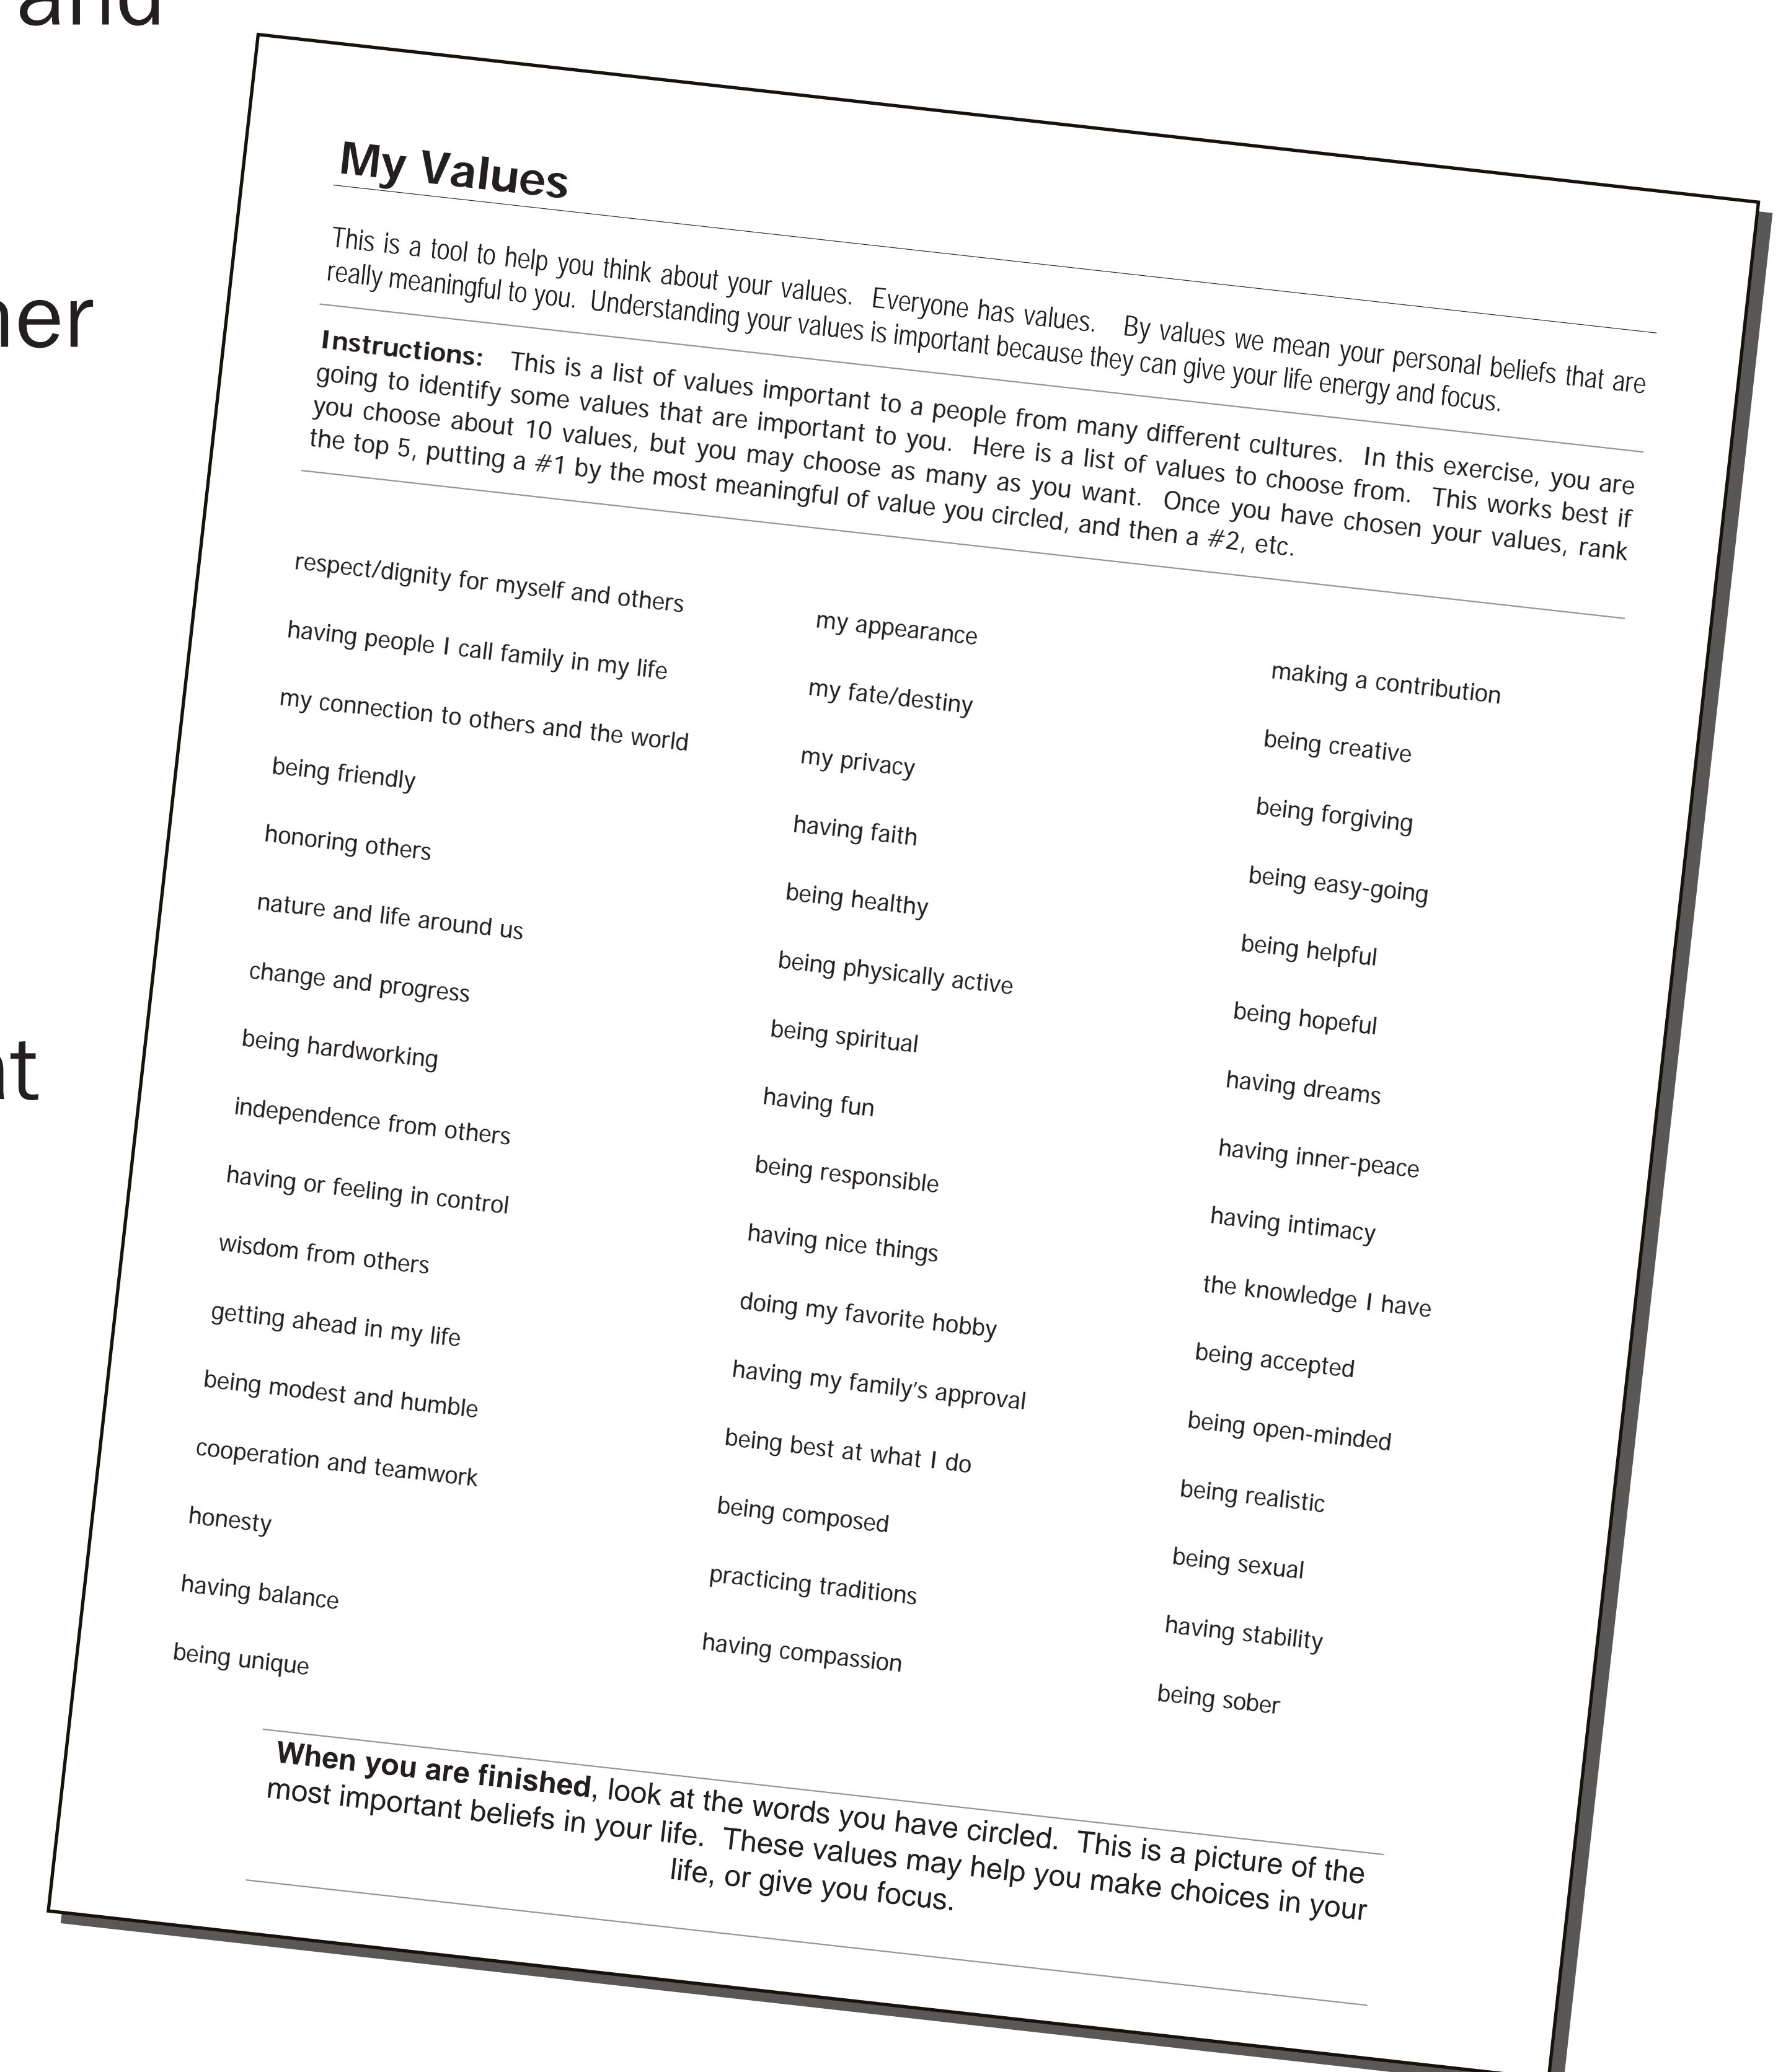 and
her
at
My Values
This is a tool to help you think about your values.  Everyone has values.   By values we mean your personal beliefs that are
really meaningful to you.  Understanding your values is important because they can give your life energy and focus.
Instructions:   This is a list of values important to a people from many different cultures.  In this exercise, you are
going to identify some values that are important to you.  Here is a list of values to choose from.  This works best if
you choose about 10 values, but you may choose as many as you want.  Once you have chosen your values, rank
the top 5, putting a #1 by the most meaningful of value you circled, and then a #2, etc.
respect/dignity for myself and others
having people I call family in my life
my connection to others and the world
being friendly
honoring others
nature and life around us
change and progress
being hardworking
independence from others
having or feeling in control
wisdom from others
getting ahead in my life
being modest and humble
cooperation and teamwork
honesty
having balance
being unique
my appearance
my fate/destiny
my privacy
having faith
being healthy
being physically active
being spiritual
having fun
being responsible
having nice things
doing my favorite hobby
having my family’s approval
being best at what I do
being composed
practicing traditions
having compassion
making a contribution
being creative
being forgiving
being easy-going
being helpful
being hopeful
having dreams
having inner-peace
having intimacy
the knowledge I have
being accepted
being open-minded
being realistic
being sexual
having stability
being sober
When you are finished, look at the words you have circled.  This is a picture of the
most important beliefs in your life.  These values may help you make choices in your
life, or give you focus.